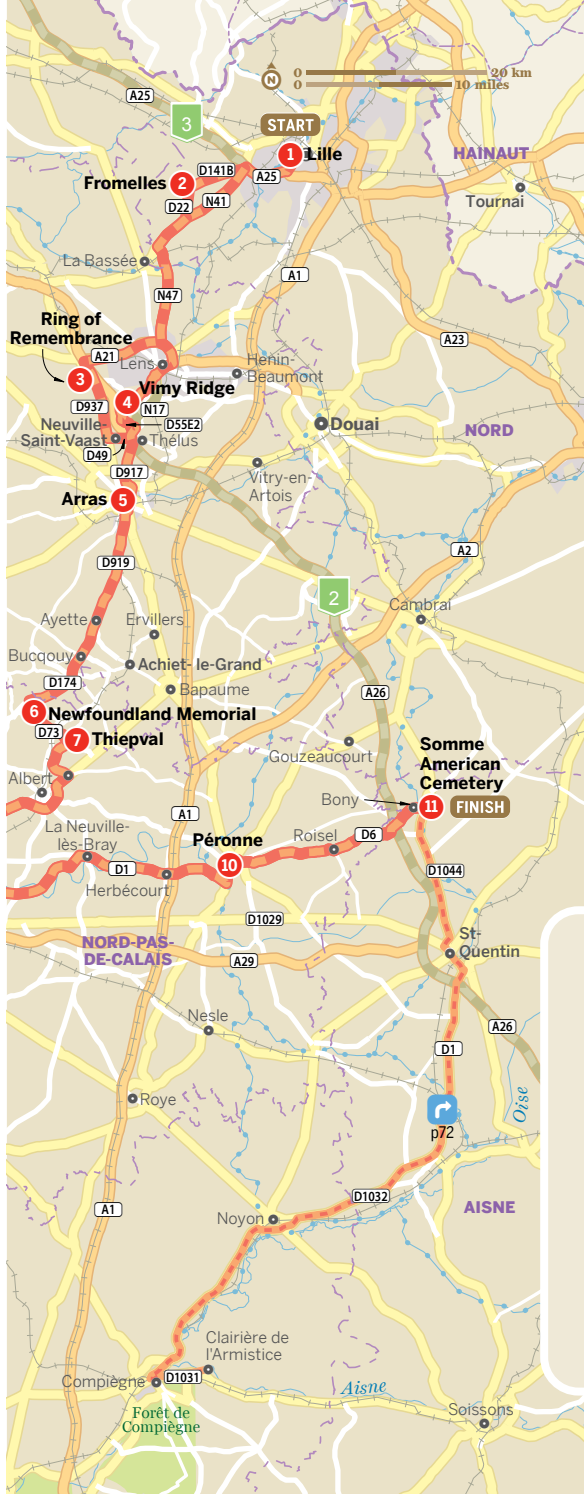 0 20 km
N
0 10 miles
A25
3
START
1
Lille
HAINAUT
D141B
A25
Fromelles
2
D22
N41
Tournai
La Bassée
A1
N47
Ring of
Remembrance
A21
A23
Lens
Henin-
Beaumont
3
Vimy Ridge
4
D937
N17
D55E2
Douai
NORD
Neuville-
Saint-Vaast
Thélus
D49
D917
Vitry-en-
Artois
Arras
5
A2
D919
2
Cambrai
Ayette
Ervillers
Bucqouy
Achiet- le-Grand
D174
Bapaume
A26
6
Newfoundland Memorial
D73
7
Thiepval
Gouzeaucourt
Somme
American
Cemetery
Albert
Bony
11
FINISH
A1
La Neuville-
lès-Bray
Péronne
Roisel
D6
10
D1
D1044
Herbécourt
D1029
NORD-PAS-
DE-CALAIS
A29
St-
Quentin
Nesle
A26
D1
Oise
Roye
p72
D1032
A1
Noyon
AISNE
Clairière de
l'Armistice
Compiègne
D1031
Aisne
Forêt de
Compiègne
Soissons